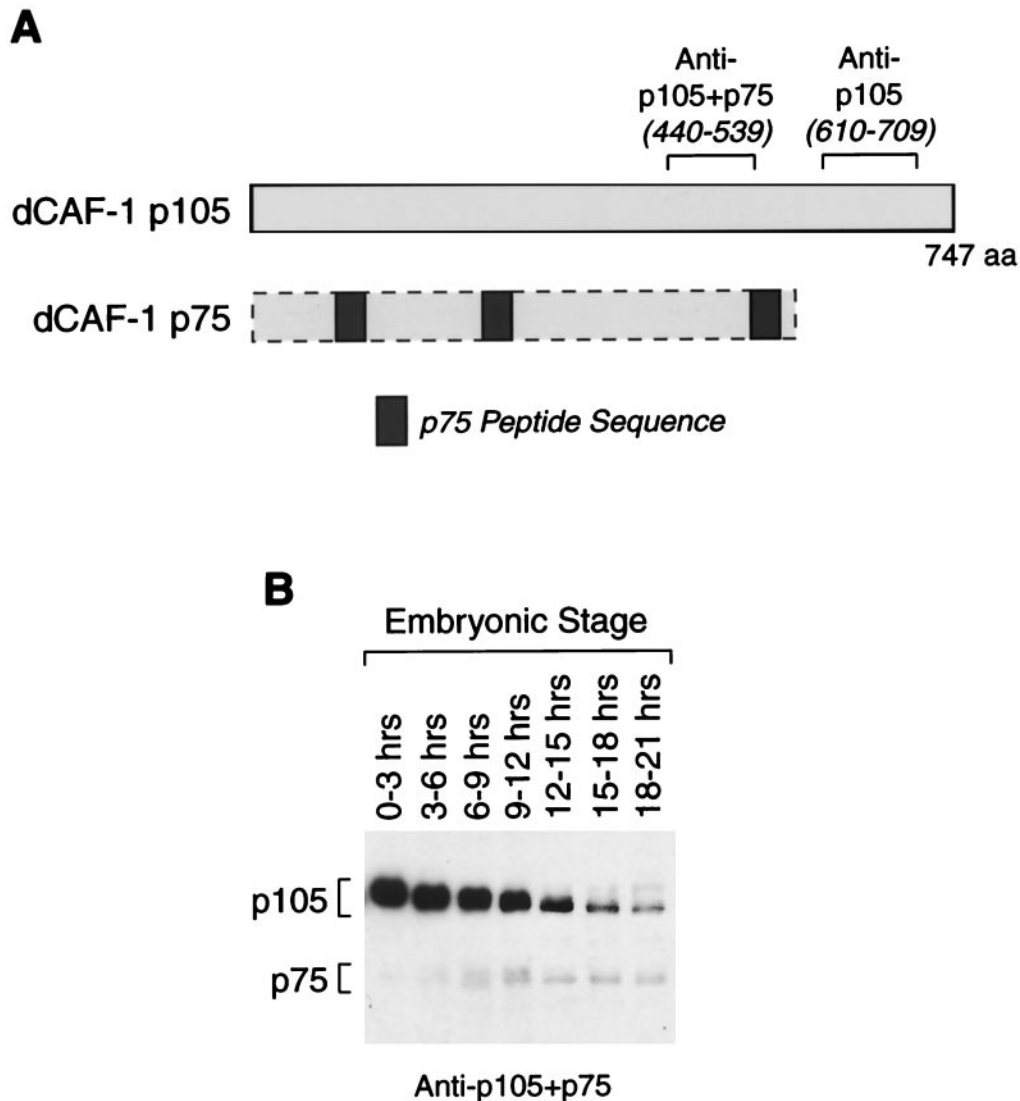 A
Anti-
p105+p75
(440-539)
Anti-
p105
(610-709)
dCAF-1 p105
747 aa
dCAF-1 p75
p75 Peptide Sequence
B
Embryonic Stage
0-3 hrs
3-6 hrs
6-9 hrs
9-12 hrs
12-15 hrs
15-18 hrs
18-21 hrs
p105
p75
Anti-p105+p75